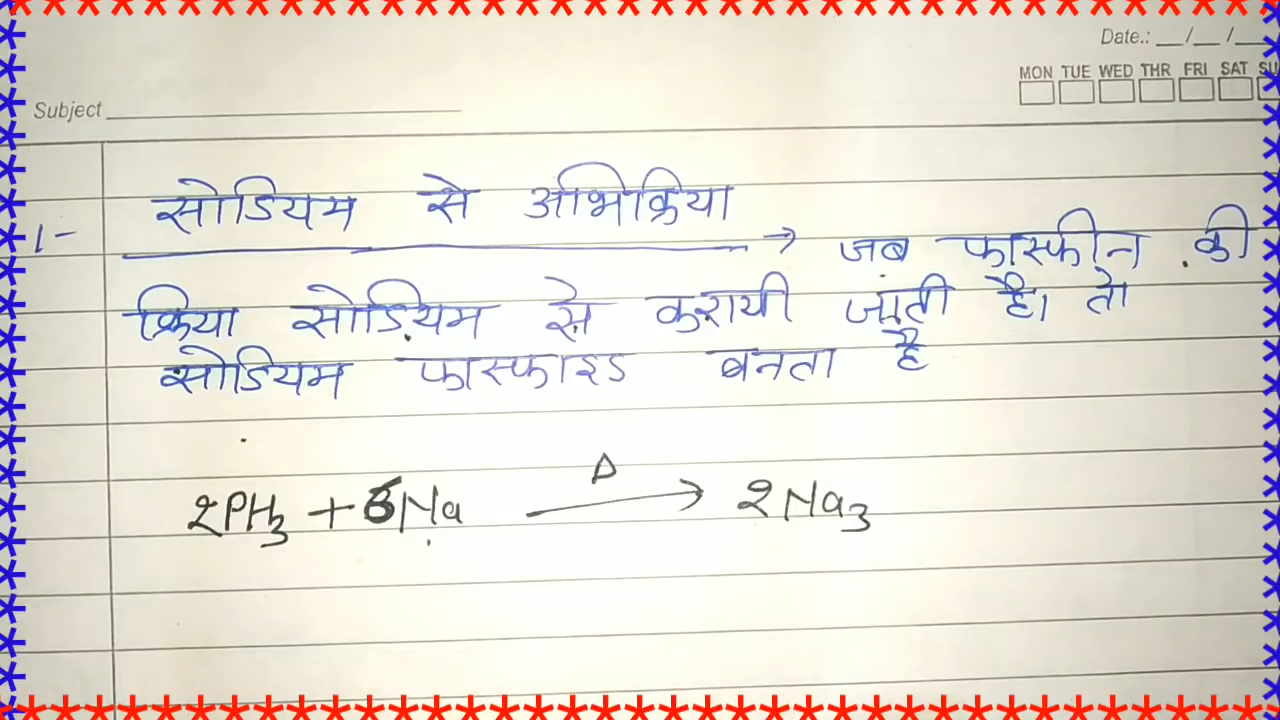 Date.: __/__/__
MON TUE WED THR FRI SAT SU
Subject
सोडियम से अभिक्रिया
1- → जब फास्फीन की
क्रिया सोडियम से करायी जाती है। तो
सोडियम फास्फाइड बनता है
Δ
2PH₃ + 6Na ⟶ 2Na₃